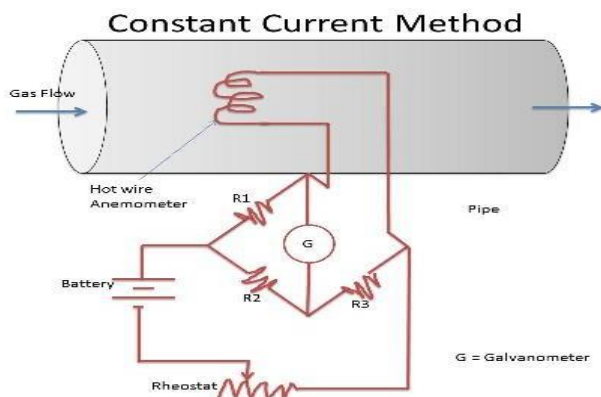 Constant Current Method
Gas Flow
Hot wire
Anemometer
R1
Pipe
G
Battery
R2
R3
G = Galvanometer
Rheostat